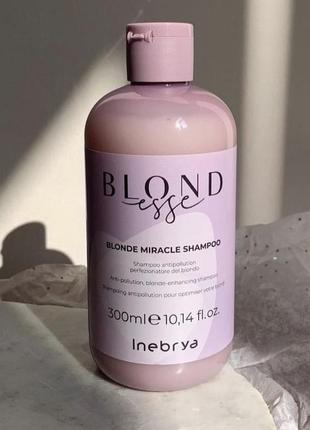 BLOND
esse
BLONDE MIRACLE SHAMPOO
Shampoo antipollution
perfezionatore del biondo
Anti-pollution, blonde-enhancing shampoo
Shampoing antipollution pour optimiser votre blond
300ml℮10,14 fl.oz.
Inebrya